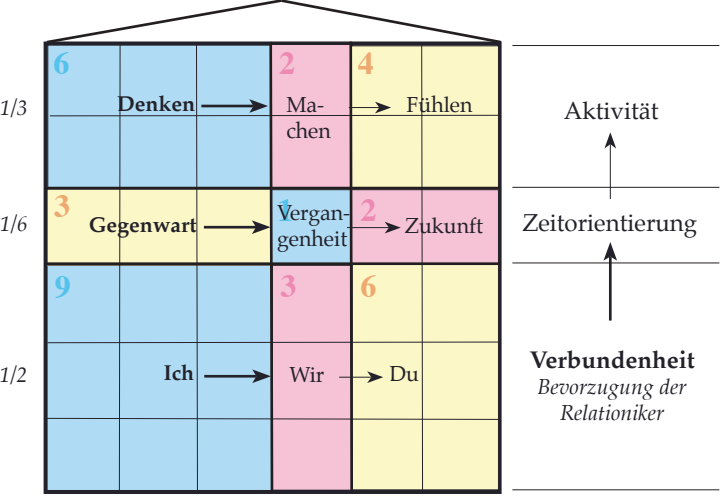 6 2 4
1/3 Denken Ma- Fühlen Aktivität
chen
3 1 2
1/6 Gegenwart Vergan- Zukunft Zeitorientierung
genheit
9 3 6
1/2 Ich Wir Du Verbundenheit
Bevorzugung der
Relationiker